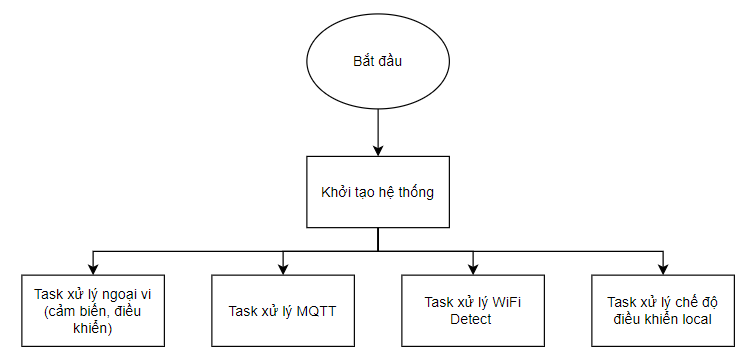 Bắt đầu
Khởi tạo hệ thống
Task xử lý ngoại vi
(cảm biến, điều
khiển)
Task xử lý MQTT
Task xử lý WiFi
Detect
Task xử lý chế độ
điều khiển local